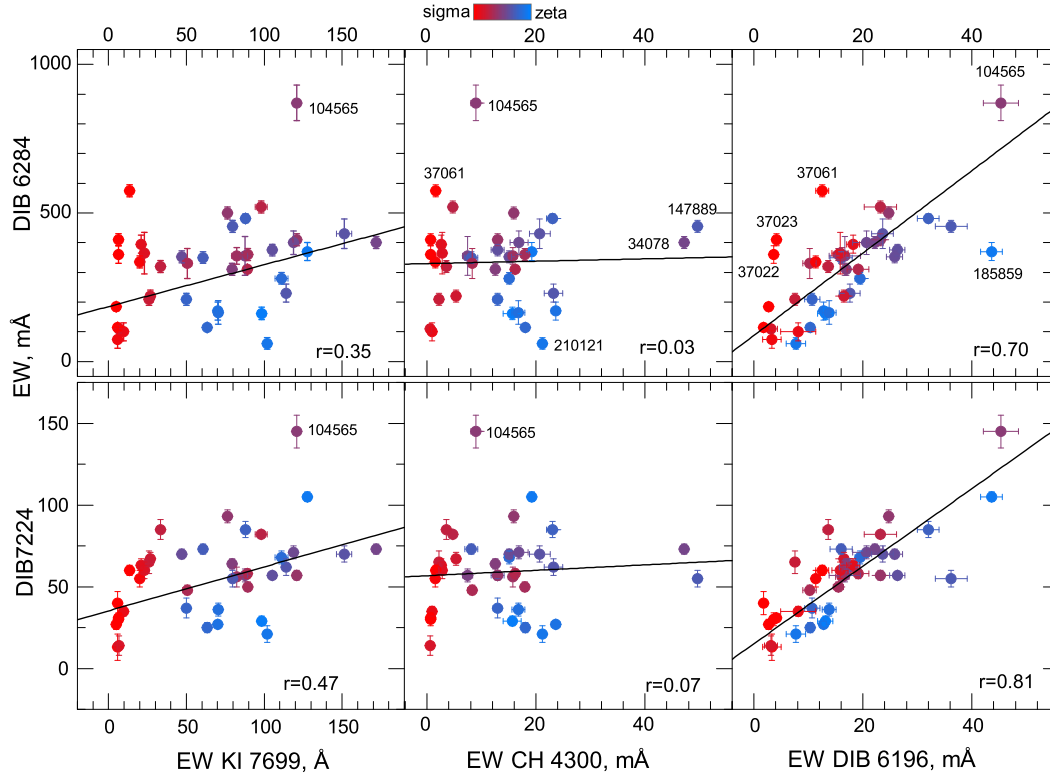 sigma zeta
0 50 100 150 0 20 40 0 20 40
1000
500
0
DIB 6284
EW, mÅ
104565
r=0.35
104565
37061
147889
34078
210121
r=0.03
104565
37061
37023
37022
185859
r=0.70
150
100
50
0
DIB7224
104565
r=0.47
104565
r=0.07
r=0.81
0 50 100 150 0 20 40 0 20 40
EW KI 7699, Å EW CH 4300, mÅ EW DIB 6196, mÅ